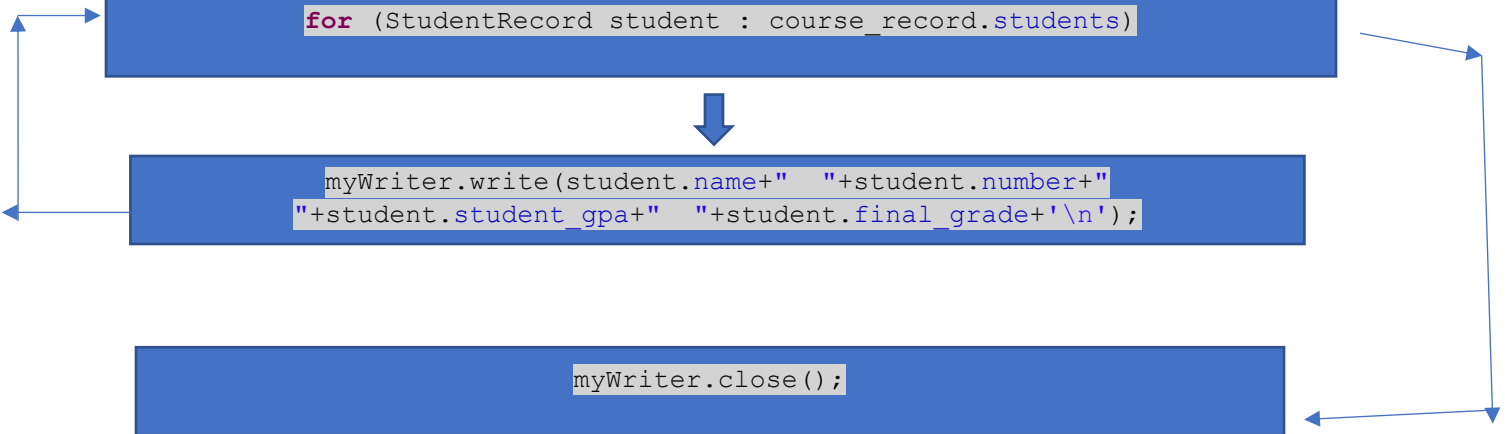 for (StudentRecord student : course_record.students)
myWriter.write(student.name+"  "+student.number+"
"+student.student_gpa+"  "+student.final_grade+'\n');
myWriter.close();